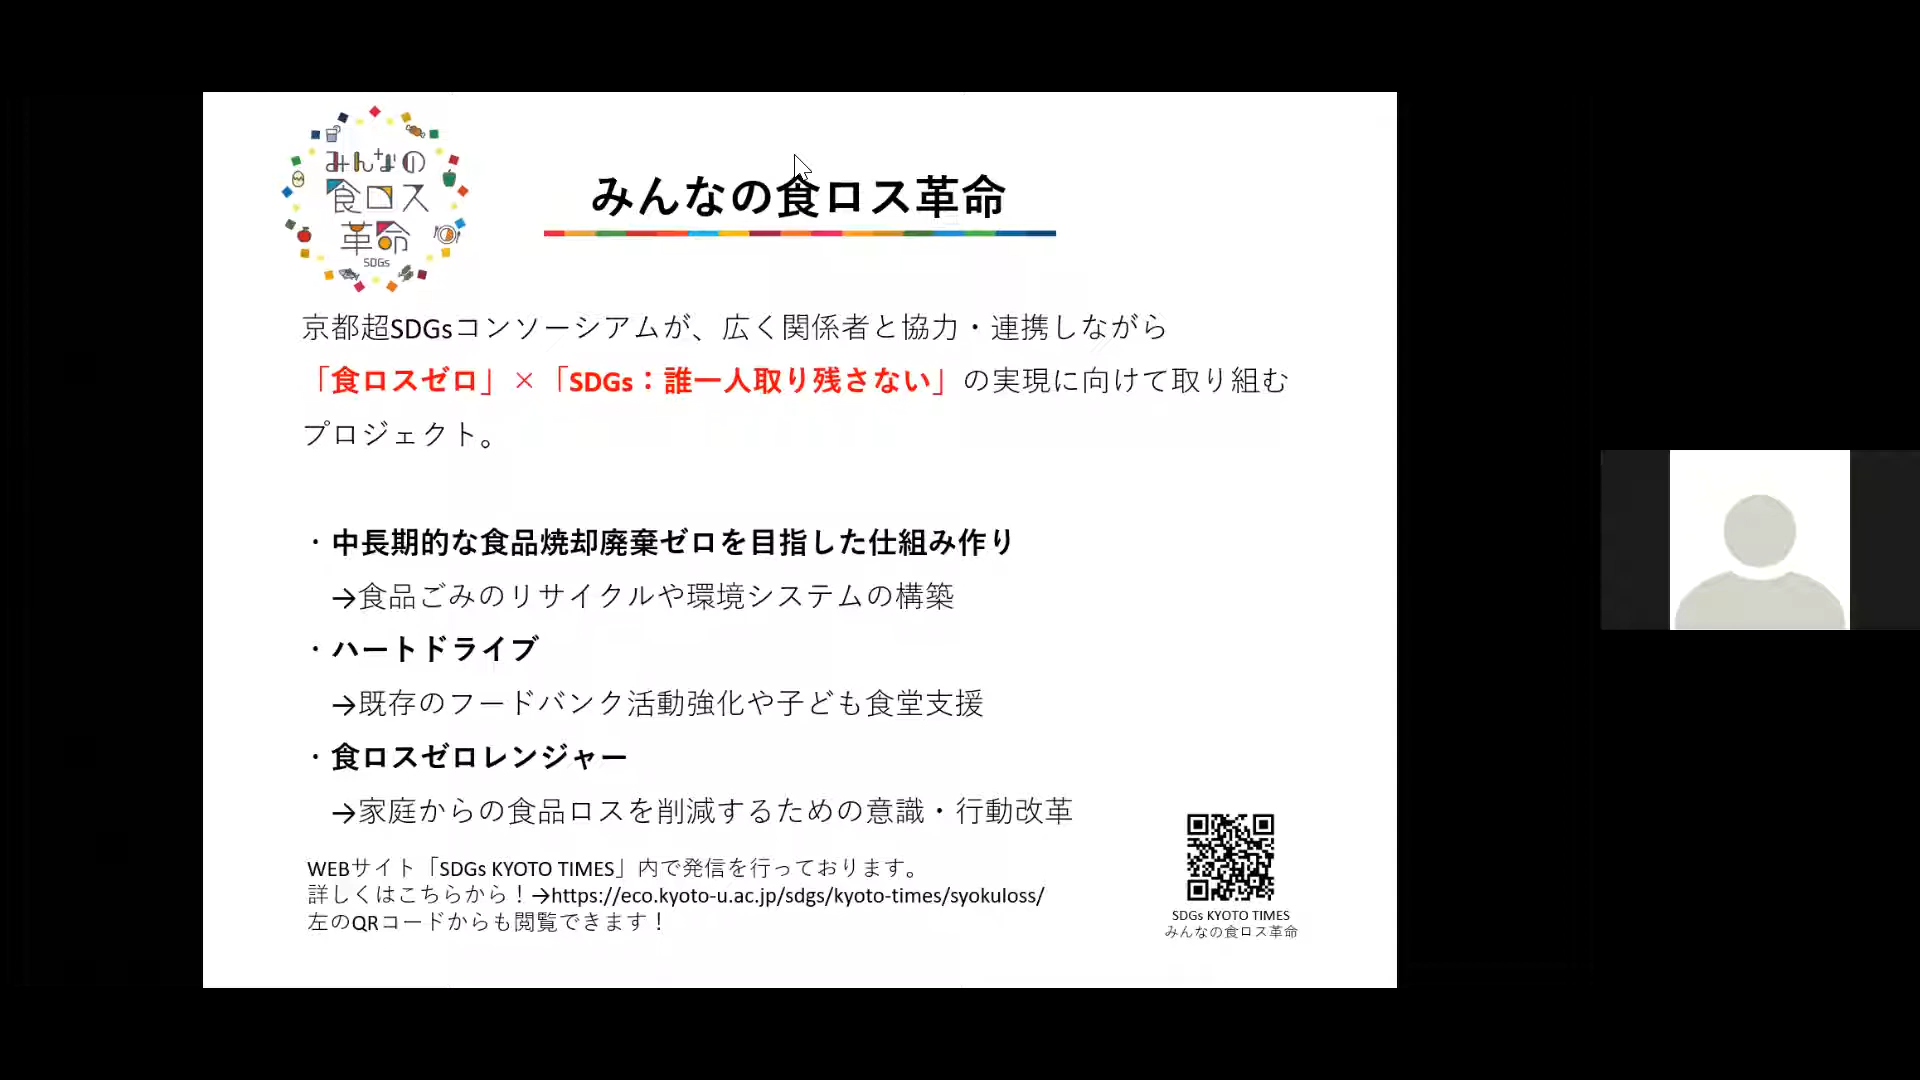 みんなの
食ロス
革命
SDGs
みんなの食ロス革命
京都超SDGsコンソーシアムが、広く関係者と協力・連携しながら
「食ロスゼロ」×「SDGs：誰一人取り残さない」の実現に向けて取り組む
プロジェクト。
・中長期的な食品焼却廃棄ゼロを目指した仕組み作り
→食品ごみのリサイクルや環境システムの構築
・ハートドライブ
→既存のフードバンク活動強化や子ども食堂支援
・食ロスゼロレンジャー
→家庭からの食品ロスを削減するための意識・行動改革
WEBサイト「SDGs KYOTO TIMES」内で発信を行っております。
詳しくはこちらから！→https://eco.kyoto-u.ac.jp/sdgs/kyoto-times/syokuloss/
左のQRコードからも閲覧できます！
SDGs KYOTO TIMES
みんなの食ロス革命